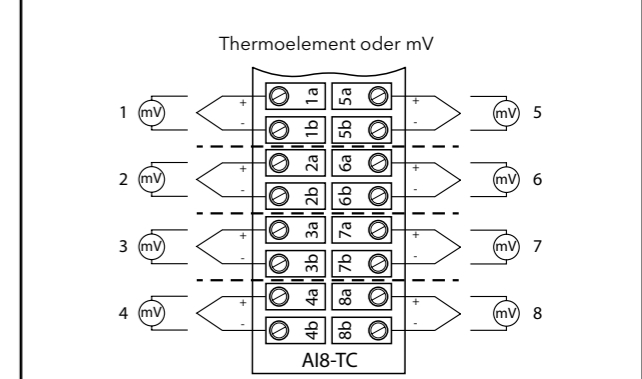 Thermoelement oder mV
1 mV + 1a 5a + mV 5
- 1b 5b -
2 mV + 2a 6a + mV 6
- 2b 6b -
3 mV + 3a 7a + mV 7
- 3b 7b -
4 mV + 4a 8a + mV 8
- 4b 8b -
AI8-TC